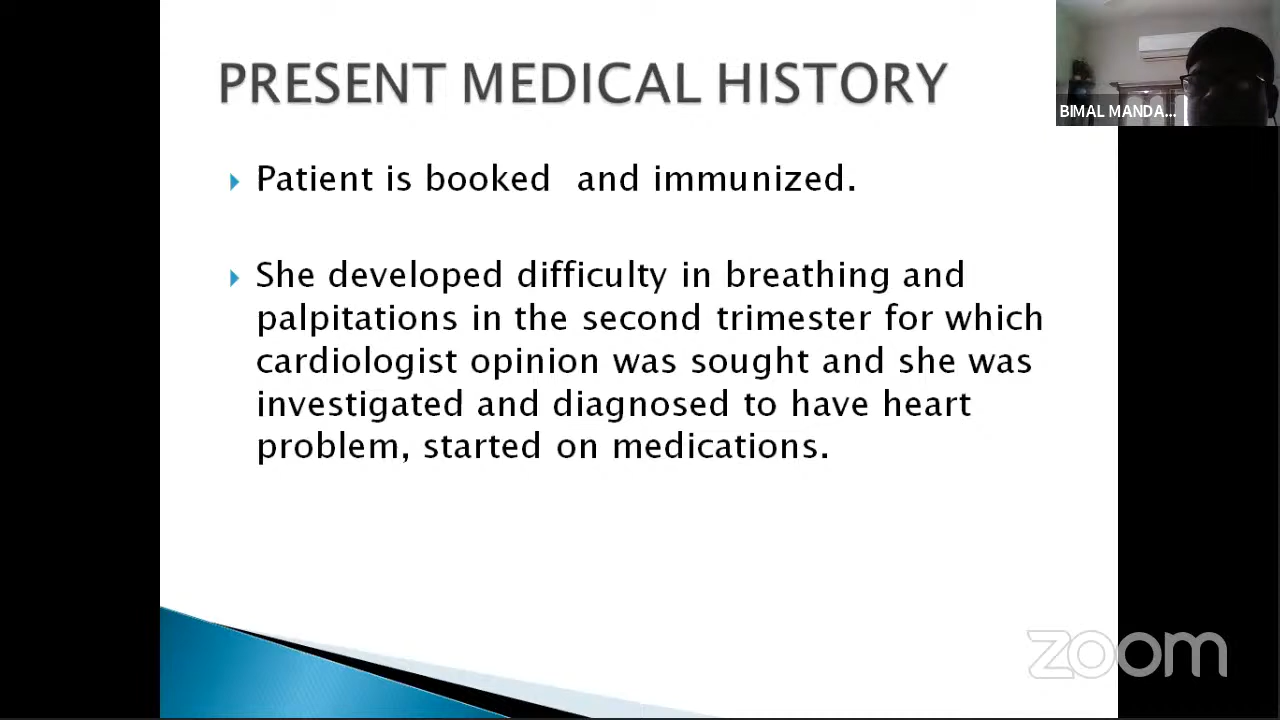 PRESENT MEDICAL HISTORY
BIMAL MANDA...
Patient is booked  and immunized.
She developed difficulty in breathing and
palpitations in the second trimester for which
cardiologist opinion was sought and she was
investigated and diagnosed to have heart
problem, started on medications.
zoom